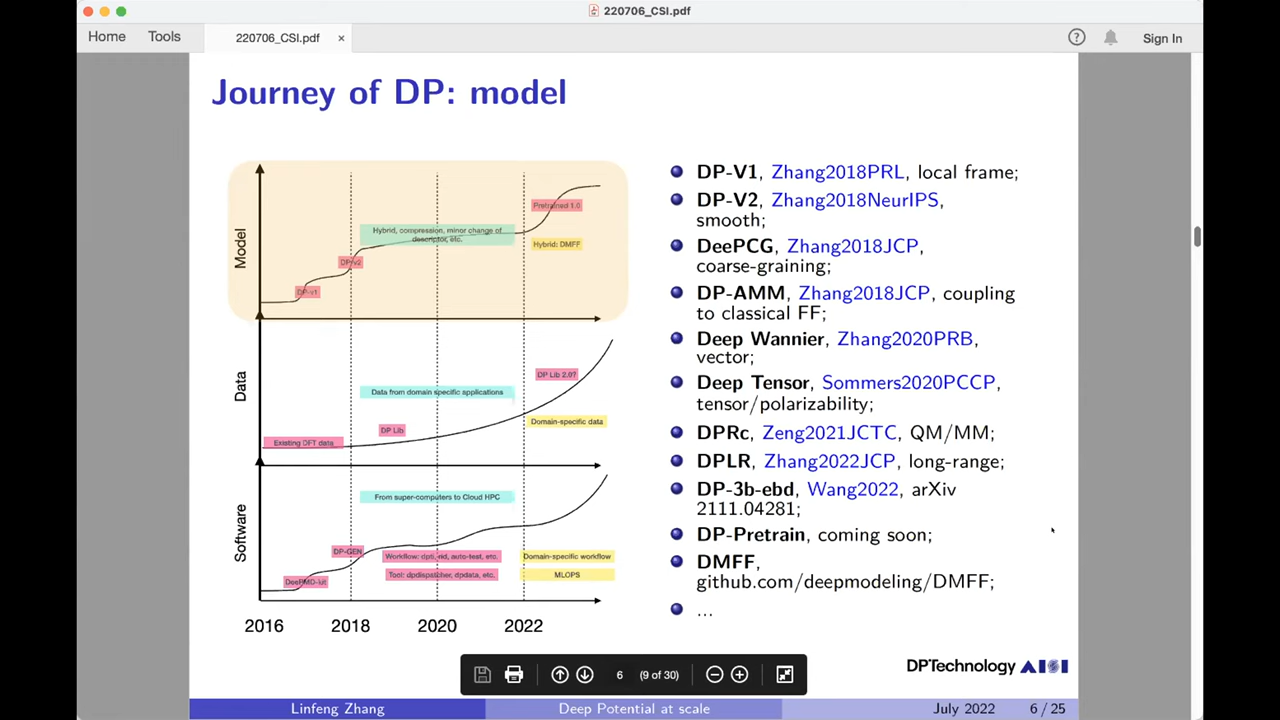 220706_CSI.pdf
Home
Tools
220706_CSI.pdf ×
?
Sign In
Journey of DP: model
Model
Pretrained 1.0
Hybrid, compression, minor change of
descriptor, etc.
Hybrid: DMFF
DP-v2
DP-v1
Data
DP Lib 2.0?
Data from domain specific applications
Domain-specific data
DP Lib
Existing DFT data
Software
From super-computers to Cloud HPC
DP-GEN
Workflow: dpti, rid, auto-test, etc.
Domain-specific workflow
DeePMD-kit
Tool: dpdispatcher, dpdata, etc.
MLOPS
2016 2018 2020 2022
DP-V1, Zhang2018PRL, local frame;
DP-V2, Zhang2018NeurIPS,
smooth;
DeePCG, Zhang2018JCP,
coarse-graining;
DP-AMM, Zhang2018JCP, coupling
to classical FF;
Deep Wannier, Zhang2020PRB,
vector;
Deep Tensor, Sommers2020PCCP,
tensor/polarizability;
DPRc, Zeng2021JCTC, QM/MM;
DPLR, Zhang2022JCP, long-range;
DP-3b-ebd, Wang2022, arXiv
2111.04281;
DP-Pretrain, coming soon;
DMFF,
github.com/deepmodeling/DMFF;
...
6 (9 of 30)
DPTechnology AISI
Linfeng Zhang
Deep Potential at scale
July 2022 6 / 25